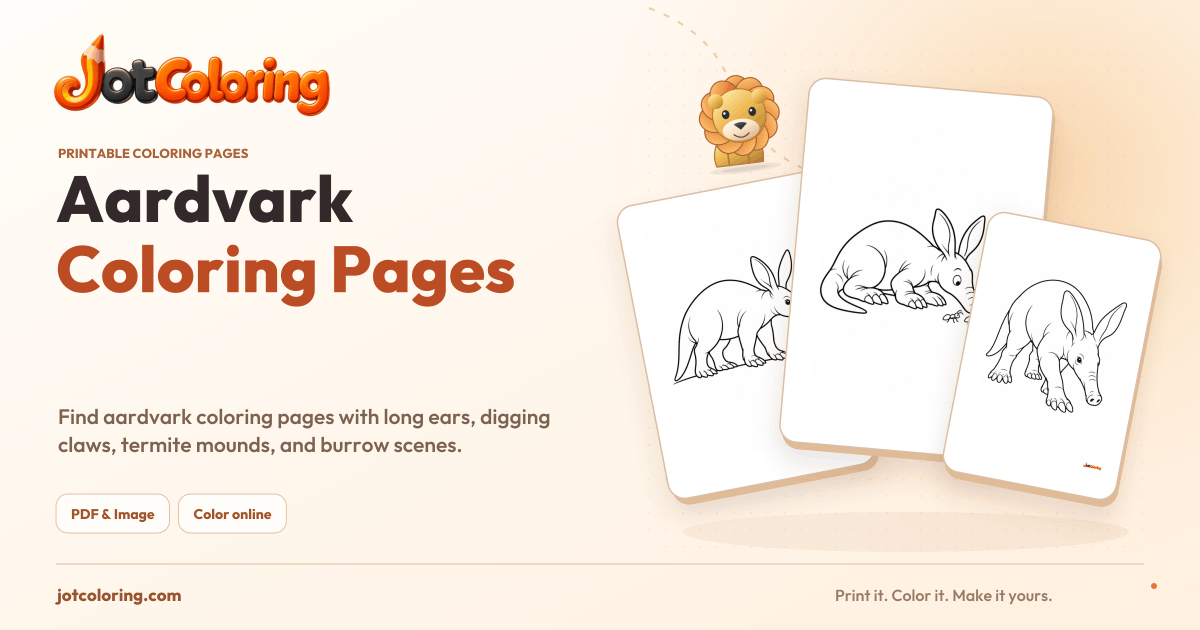 JotColoring
PRINTABLE COLORING PAGES
Aardvark
Coloring Pages
Find aardvark coloring pages with long ears, digging
claws, termite mounds, and burrow scenes.
PDF & Image
Color online
jotcoloring.com
Print it. Color it. Make it yours.